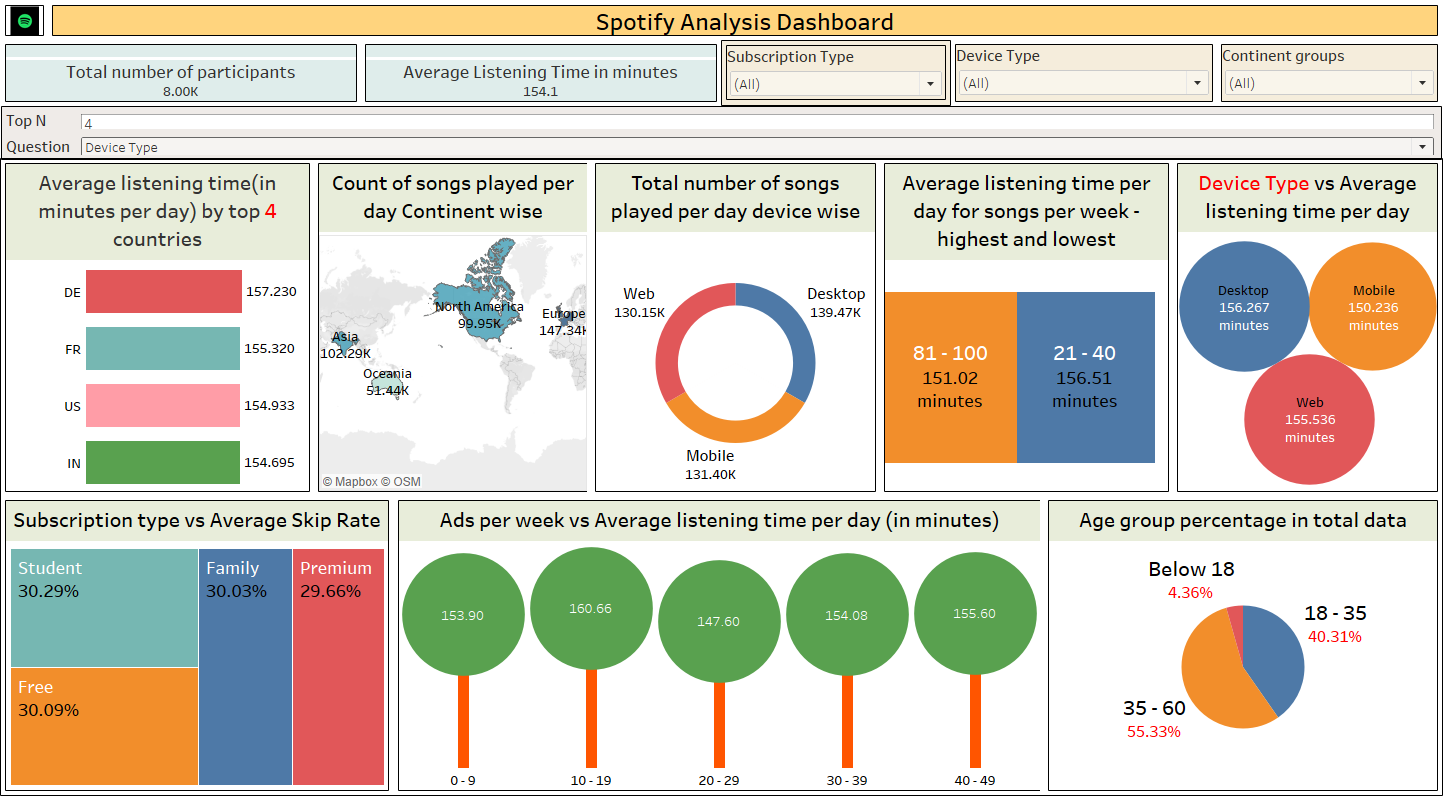 Spotify Analysis Dashboard
Total number of participants
8.00K
Average Listening Time in minutes
154.1
Subscription Type
(All)
Device Type
(All)
Continent groups
(All)
Top N
4
Question
Device Type
Average listening time(in
minutes per day) by top 4
countries
DE
157.230
FR
155.320
US
154.933
IN
154.695
Count of songs played per
day Continent wise
North America
99.95K
Europe
147.34K
Asia
102.29K
Oceania
51.44K
© Mapbox © OSM
Total number of songs
played per day device wise
Web
130.15K
Desktop
139.47K
Mobile
131.40K
Average listening time per
day for songs per week -
highest and lowest
81 - 100
151.02
minutes
21 - 40
156.51
minutes
Device Type vs Average
listening time per day
Desktop
156.267
minutes
Mobile
150.236
minutes
Web
155.536
minutes
Subscription type vs Average Skip Rate
Student
30.29%
Free
30.09%
Family
30.03%
Premium
29.66%
Ads per week vs Average listening time per day (in minutes)
153.90
160.66
147.60
154.08
155.60
0 - 9
10 - 19
20 - 29
30 - 39
40 - 49
Age group percentage in total data
Below 18
4.36%
18 - 35
40.31%
35 - 60
55.33%